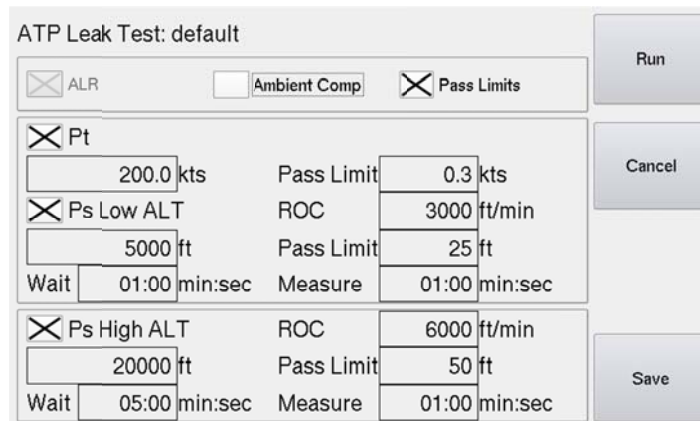 ATP Leak Test: default
Run
ALR Ambient Comp Pass Limits
Pt
Cancel
200.0 kts Pass Limit 0.3 kts
Ps Low ALT ROC 3000 ft/min
5000 ft Pass Limit 25 ft
Wait 01:00 min:sec Measure 01:00 min:sec
Ps High ALT ROC 6000 ft/min
20000 ft Pass Limit 50 ft
Save
Wait 05:00 min:sec Measure 01:00 min:sec